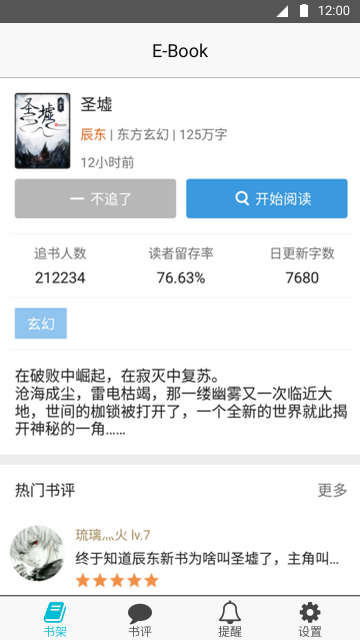 12:00
E-Book
圣墟
圣墟
辰东 | 东方玄幻 | 125万字
12小时前
不追了
开始阅读
追书人数
读者留存率
日更新字数
212234
76.63%
7680
玄幻
在破败中崛起，在寂灭中复苏。
沧海成尘，雷电枯竭，那一缕幽雾又一次临近大
地，世间的枷锁被打开了，一个全新的世界就此揭
开神秘的一角……
热门书评
更多
琉璃灬火 lv.7
终于知道辰东新书为啥叫圣墟了，主角叫...
书架
书评
提醒
设置